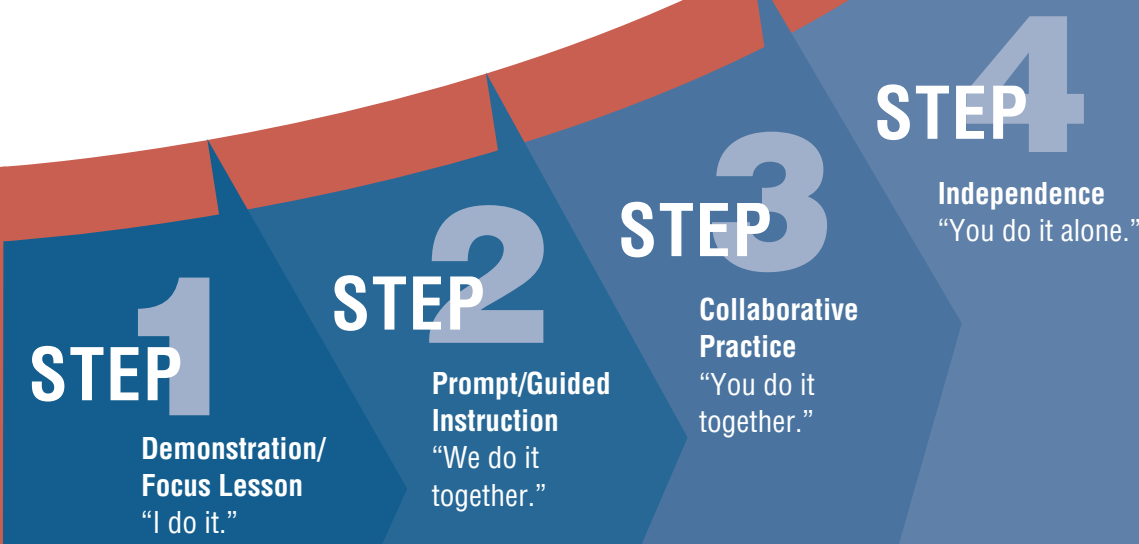 STEP 1
Demonstration/
Focus Lesson
“I do it.”
STEP 2
Prompt/Guided
Instruction
“We do it
together.”
STEP 3
Collaborative
Practice
“You do it
together.”
STEP 4
Independence
“You do it alone.”